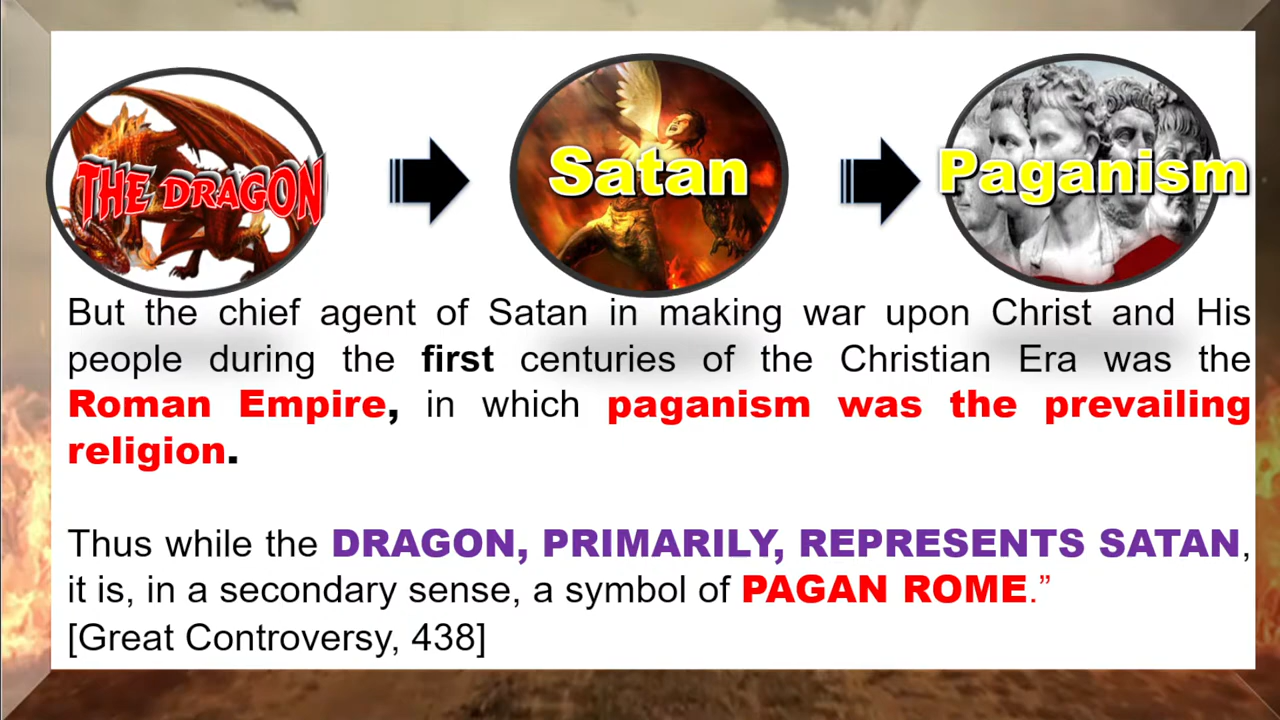 THE DRAGON
Satan
Paganism
But the chief agent of Satan in making war upon Christ and His
people during the first centuries of the Christian Era was the
Roman Empire, in which paganism was the prevailing
religion.
Thus while the DRAGON, PRIMARILY, REPRESENTS SATAN,
it is, in a secondary sense, a symbol of PAGAN ROME.”
[Great Controversy, 438]